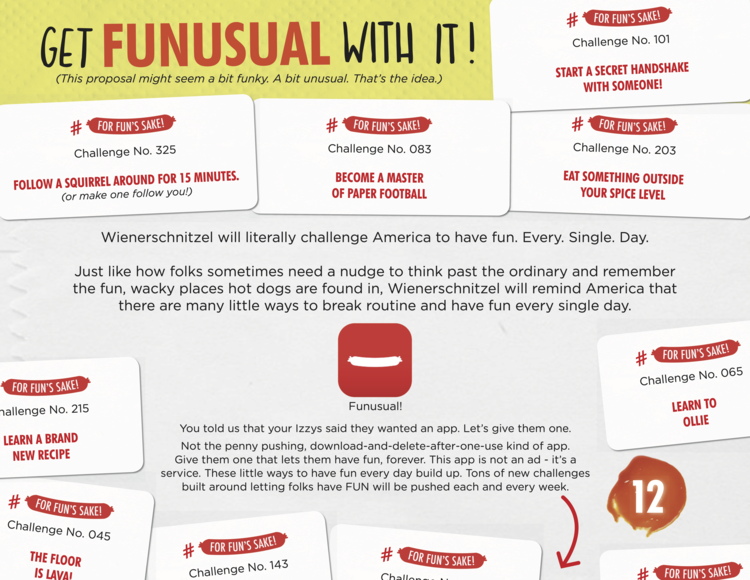 GET FUNUSUAL WITH IT!
(This proposal might seem a bit funky. A bit unusual. That's the idea.)
# FOR FUN'S SAKE!
Challenge No. 101
START A SECRET HANDSHAKE
WITH SOMEONE!
# FOR FUN'S SAKE!
Challenge No. 325
FOLLOW A SQUIRREL AROUND FOR 15 MINUTES.
(or make one follow you!)
# FOR FUN'S SAKE!
Challenge No. 083
BECOME A MASTER
OF PAPER FOOTBALL
# FOR FUN'S SAKE!
Challenge No. 203
EAT SOMETHING OUTSIDE
YOUR SPICE LEVEL
Wienerschnitzel will literally challenge America to have fun. Every. Single. Day.
Just like how folks sometimes need a nudge to think past the ordinary and remember
the fun, wacky places hot dogs are found in, Wienerschnitzel will remind America that
there are many little ways to break routine and have fun every single day.
Funusual!
FOR FUN'S SAKE!
hallenge No. 215
LEARN A BRAND
NEW RECIPE
# FOR FUN'S SAKE!
Challenge No. 065
LEARN TO
OLLIE
You told us that your Izzys said they wanted an app. Let's give them one.
Not the penny pushing, download-and-delete-after-one-use kind of app.
Give them one that lets them have fun, forever. This app is not an ad - it's a
service. These little ways to have fun every day build up. Tons of new challenges
built around letting folks have FUN will be pushed each and every week.
12
# FOR FUN'S SAKE!
Challenge No. 045
THE FLOOR
IS LAVA!
# FOR FUN'S SAKE!
Challenge No. 143
# FOR FUN'S SAKE!
# FOR FUN'S SAKE!